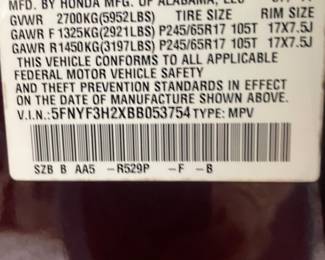 MFD. BY HONDA MFG. OF ALABAMA, LLC
GVWR 2700KG(5952LBS) TIRE SIZE RIM SIZE
GAWR F 1325KG(2921LBS) P245/65R17 105T 17X7.5J
GAWR R 1450KG(3197LBS) P245/65R17 105T 17X7.5J
THIS VEHICLE CONFORMS TO ALL APPLICABLE
FEDERAL MOTOR VEHICLE SAFETY
AND THEFT PREVENTION STANDARDS IN EFFECT
ON THE DATE OF MANUFACTURE SHOWN ABOVE.
V.I.N.:5FNYF3H2XBB053754 TYPE: MPV
SZB B AA5 -R529P -F -B